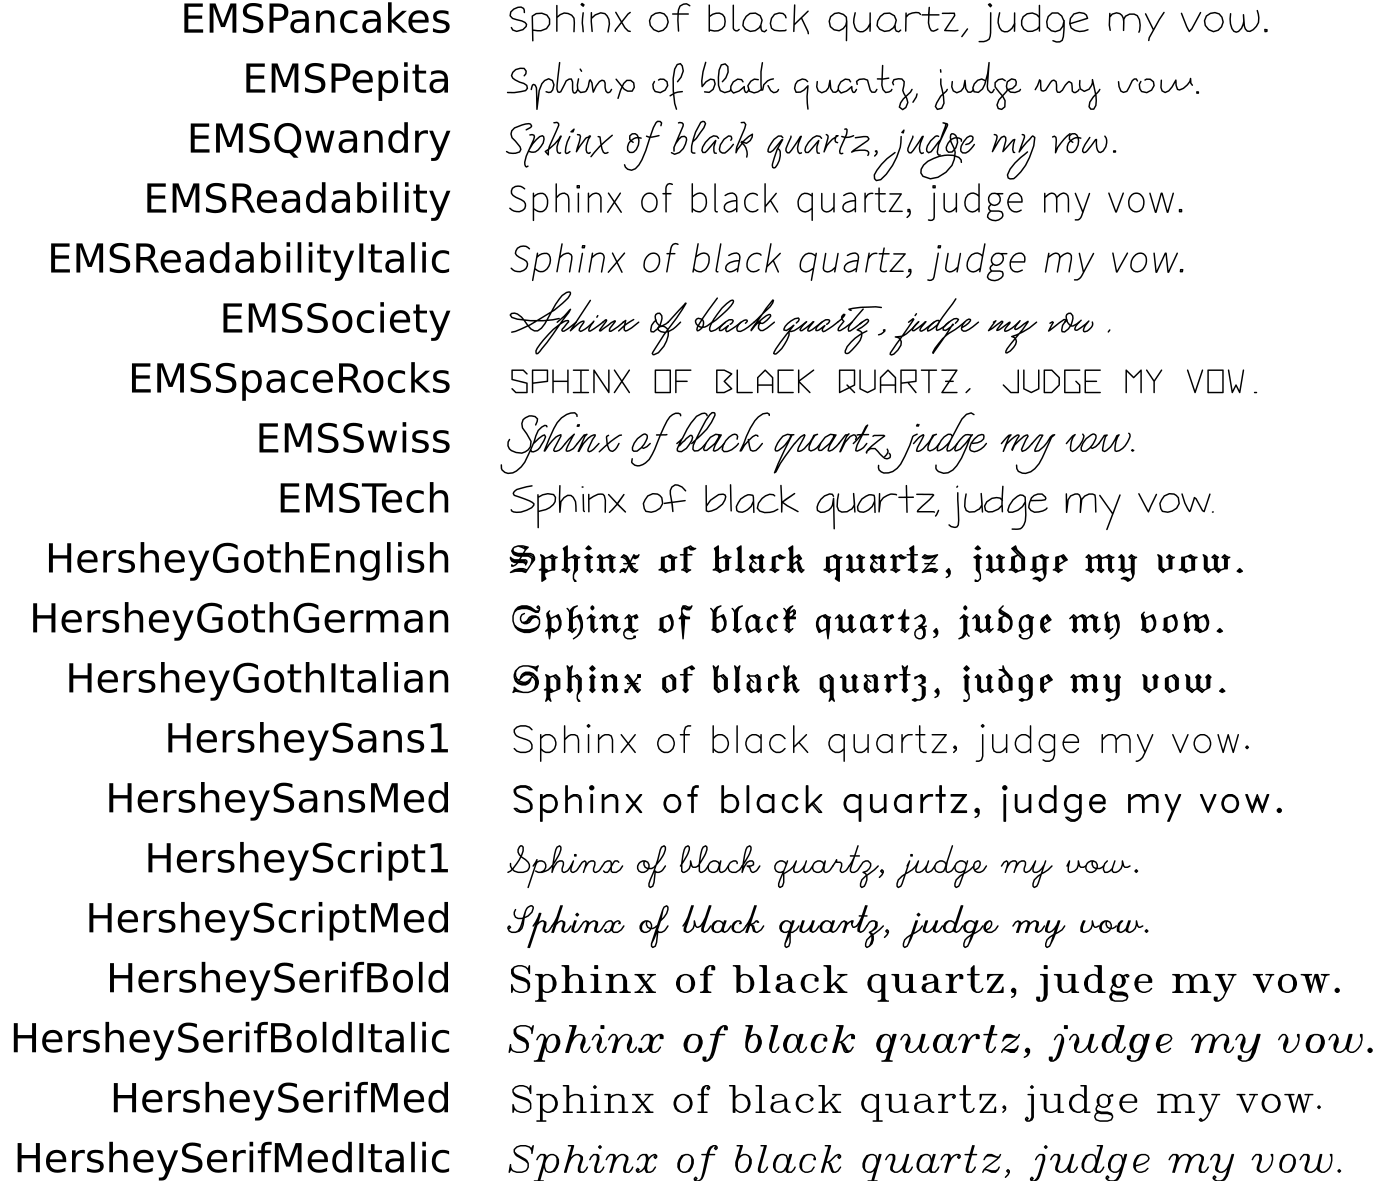 EMSPancakes Sphinx of black quartz, judge my vow.
EMSPepita Sphinx of black quartz, judge my vow.
EMSQwandry Sphinx of black quartz, judge my vow.
EMSReadability Sphinx of black quartz, judge my vow.
EMSReadabilityItalic Sphinx of black quartz, judge my vow.
EMSSociety Sphinx of black quartz, judge my vow.
EMSSpaceRocks SPHINX OF BLACK QUARTZ, JUDGE MY VOW.
EMSSwiss Sphinx of black quartz, judge my vow.
EMSTech Sphinx of black quartz, judge my vow.
HersheyGothEnglish Sphinx of black quartz, judge my vow.
HersheyGothGerman Sphinx of black quartz, judge my vow.
HersheyGothItalian Sphinx of black quartz, judge my vow.
HersheySans1 Sphinx of black quartz, judge my vow.
HersheySansMed Sphinx of black quartz, judge my vow.
HersheyScript1 Sphinx of black quartz, judge my vow.
HersheyScriptMed Sphinx of black quartz, judge my vow.
HersheySerifBold Sphinx of black quartz, judge my vow.
HersheySerifBoldItalic Sphinx of black quartz, judge my vow.
HersheySerifMed Sphinx of black quartz, judge my vow.
HersheySerifMedItalic Sphinx of black quartz, judge my vow.